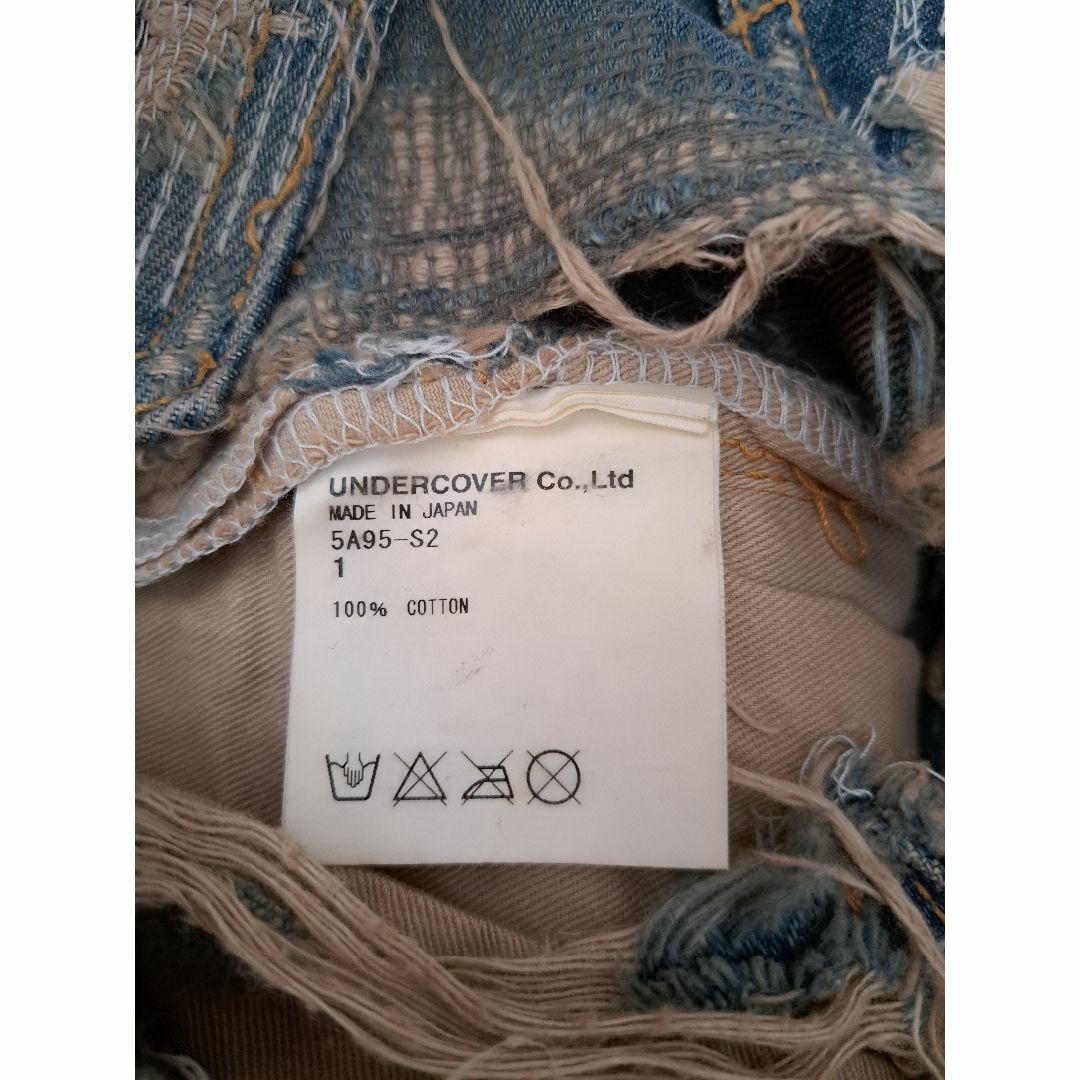 UNDERCOVER Co.,Ltd
MADE IN JAPAN
5A95-S2
1
100% COTTON